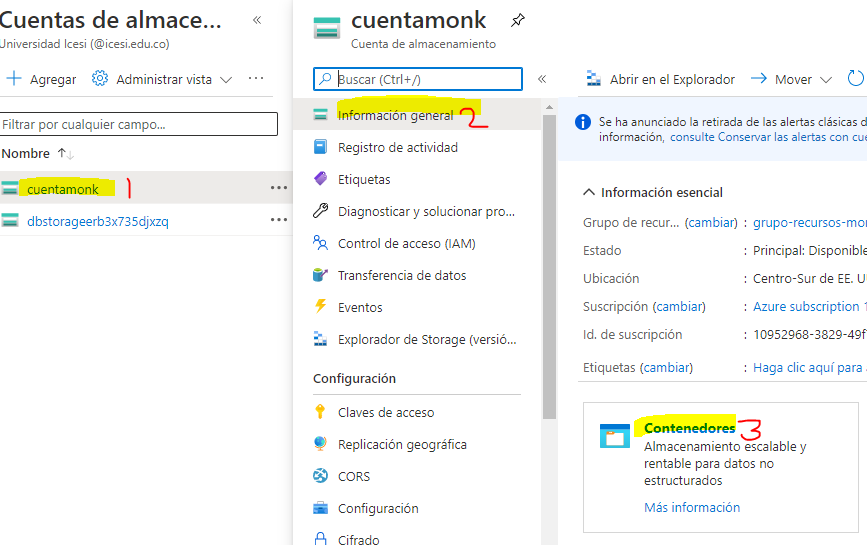 Cuentas de almace...
Universidad Icesi (@icesi.edu.co)
Agregar Administrar vista ...
Filtrar por cualquier campo...
Nombre
cuentamonk 1
dbstorageerb3x735djxzq
cuentamonk
Cuenta de almacenamiento
Buscar (Ctrl+/)
Información general 2
Registro de actividad
Etiquetas
Diagnosticar y solucionar pro...
Control de acceso (IAM)
Transferencia de datos
Eventos
Explorador de Storage (versió...
Configuración
Claves de acceso
Replicación geográfica
CORS
Configuración
Cifrado
Abrir en el Explorador Mover
Se ha anunciado la retirada de las alertas clásicas d
información, consulte Conservar las alertas con cue
Información esencial
Grupo de recur... (cambiar) : grupo-recursos-mon
Estado : Principal: Disponible
Ubicación : Centro-Sur de EE. U
Suscripción (cambiar) : Azure subscription 1
Id. de suscripción : 10952968-3829-49f
Etiquetas (cambiar) : Haga clic aquí para a
Contenedores 3
Almacenamiento escalable y
rentable para datos no
estructurados
Más información